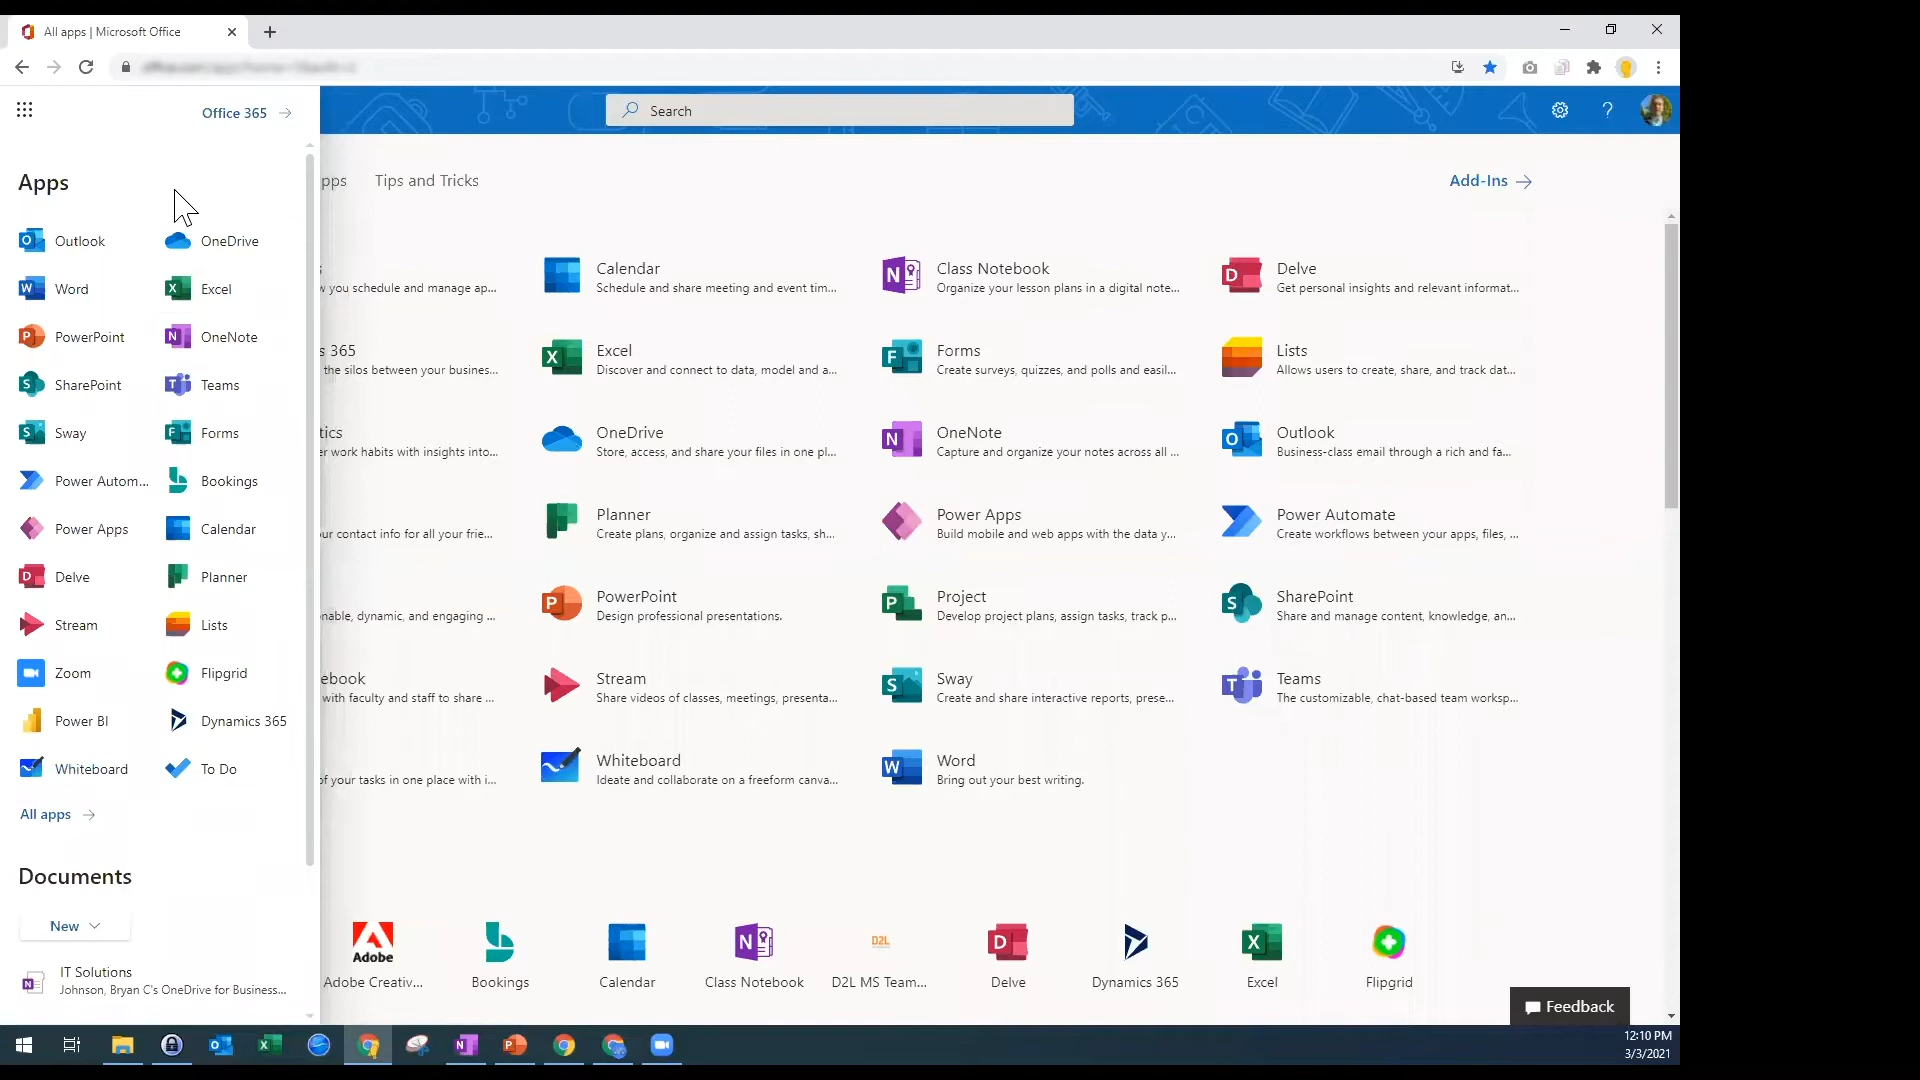 All apps | Microsoft Office
Office 365
Search
Apps
pps
Tips and Tricks
Add-Ins
Outlook
OneDrive
Word
Excel
PowerPoint
OneNote
SharePoint
Teams
Sway
Forms
Power Autom...
Bookings
Power Apps
Calendar
Delve
Planner
Stream
Lists
Zoom
Flipgrid
Power BI
Dynamics 365
Whiteboard
To Do
All apps
Documents
New
IT Solutions
Johnson, Bryan C's OneDrive for Business...
s
w you schedule and manage ap...
Calendar
Schedule and share meeting and event tim...
Class Notebook
Organize your lesson plans in a digital note...
Delve
Get personal insights and relevant informat...
s 365
the silos between your busines...
Excel
Discover and connect to data, model and a...
Forms
Create surveys, quizzes, and polls and easil...
Lists
Allows users to create, share, and track dat...
tics
er work habits with insights into...
OneDrive
Store, access, and share your files in one pl...
OneNote
Capture and organize your notes across all ...
Outlook
Business-class email through a rich and fa...
ur contact info for all your frie...
Planner
Create plans, organize and assign tasks, sh...
Power Apps
Build mobile and web apps with the data y...
Power Automate
Create workflows between your apps, files, ...
nable, dynamic, and engaging ...
PowerPoint
Design professional presentations.
Project
Develop project plans, assign tasks, track p...
SharePoint
Share and manage content, knowledge, an...
ebook
with faculty and staff to share ...
Stream
Share videos of classes, meetings, presenta...
Sway
Create and share interactive reports, prese...
Teams
The customizable, chat-based team worksp...
of your tasks in one place with i...
Whiteboard
Ideate and collaborate on a freeform canva...
Word
Bring out your best writing.
Adobe
Adobe Creativ...
Bookings
Calendar
Class Notebook
D2L
D2L MS Team...
Delve
Dynamics 365
Excel
Flipgrid
Feedback
12:10 PM
3/3/2021